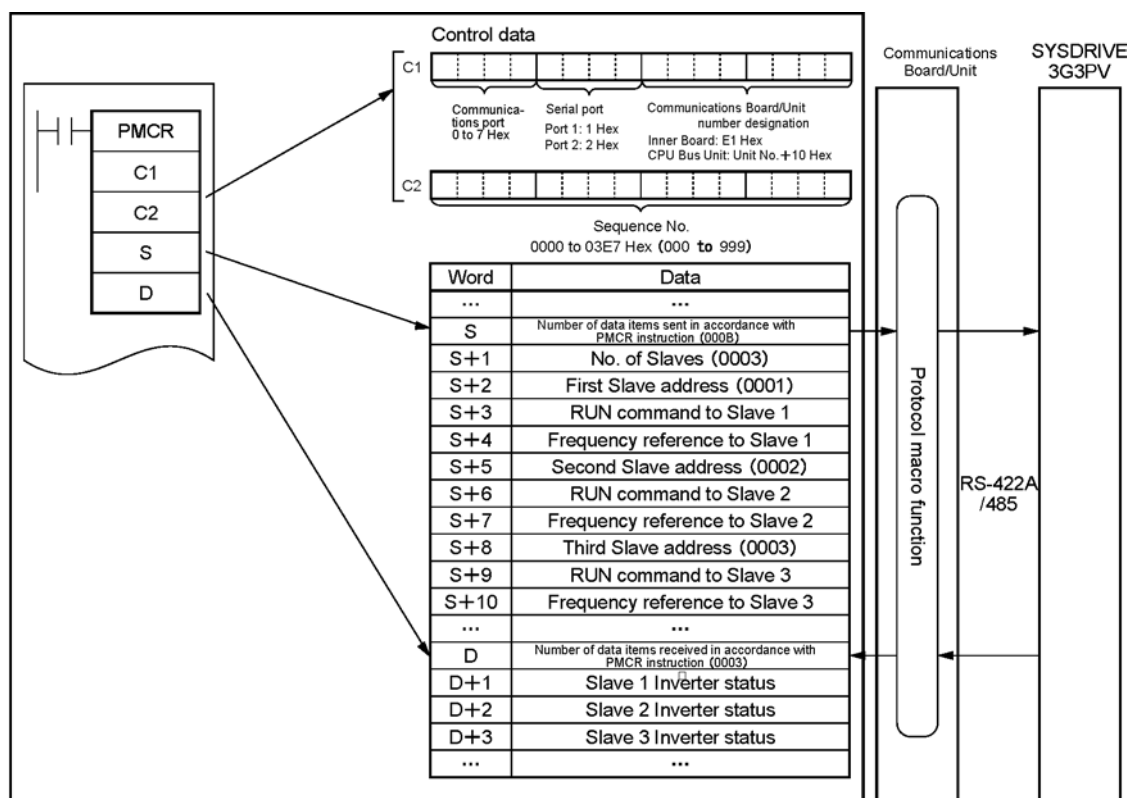 Control data
Communications
Board/Unit
SYSDRIVE
3G3PV
C1
Communica-
tions port
0 to 7 Hex
Serial port
Port 1: 1 Hex
Port 2: 2 Hex
Communications Board/Unit
number designation
Inner Board: E1 Hex
CPU Bus Unit: Unit No.+10 Hex
PMCR
C1
C2
S
D
C2
Sequence No.
0000 to 03E7 Hex (000 to 999)
Word Data
... ...
S Number of data items sent in accordance with
PMCR instruction (000B)
S+1 No. of Slaves (0003)
S+2 First Slave address (0001)
S+3 RUN command to Slave 1
S+4 Frequency reference to Slave 1
S+5 Second Slave address (0002)
S+6 RUN command to Slave 2
S+7 Frequency reference to Slave 2
S+8 Third Slave address (0003)
S+9 RUN command to Slave 3
S+10 Frequency reference to Slave 3
... ...
D Number of data items received in accordance with
PMCR instruction (0003)
D+1 Slave 1 Inverter status
D+2 Slave 2 Inverter status
D+3 Slave 3 Inverter status
... ...
Protocol macro function
RS-422A
/485